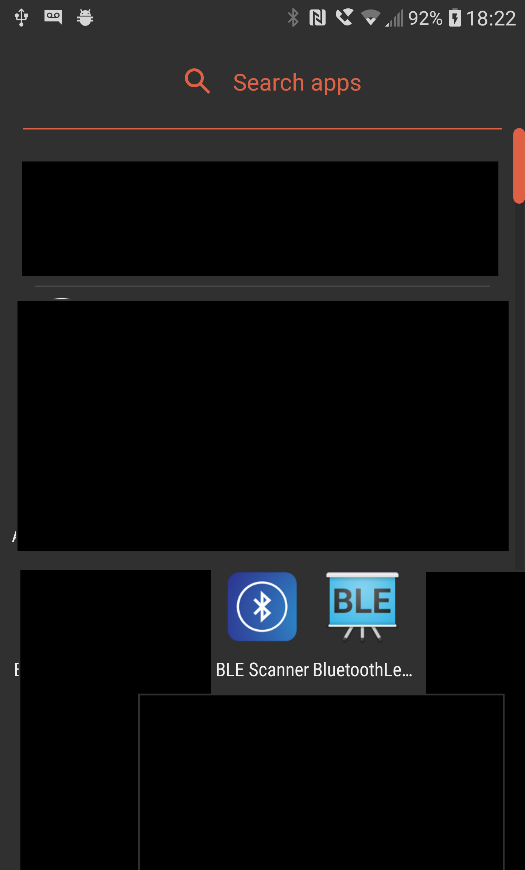 92% 18:22
Search apps
A
BLE
BLE Scanner BluetoothLe...